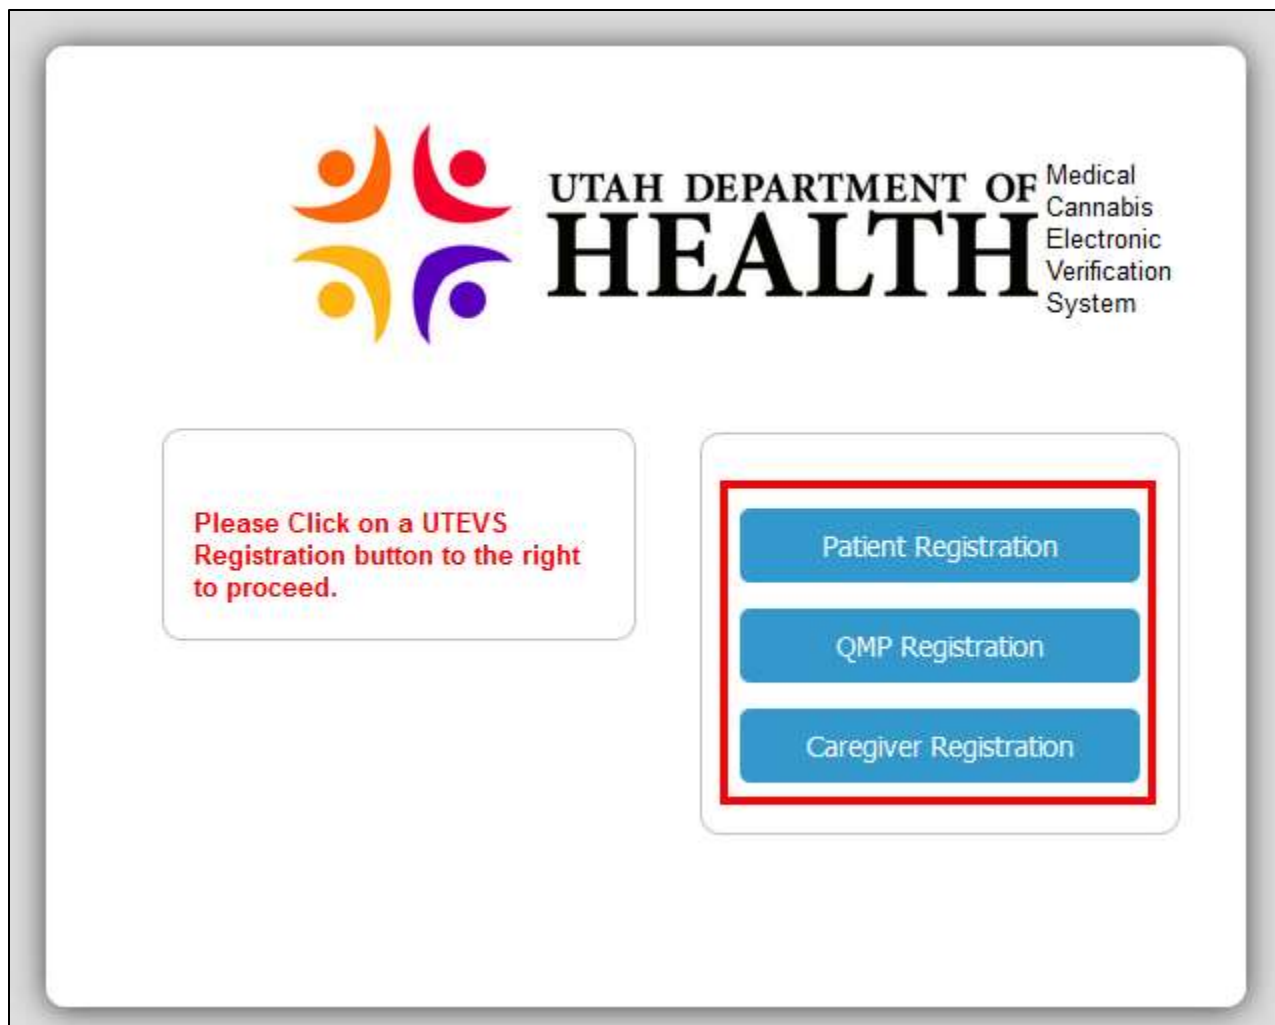 UTAH DEPARTMENT OF
HEALTH
Medical
Cannabis
Electronic
Verification
System
Please Click on a UTEVS
Registration button to the right
to proceed.
Patient Registration
QMP Registration
Caregiver Registration